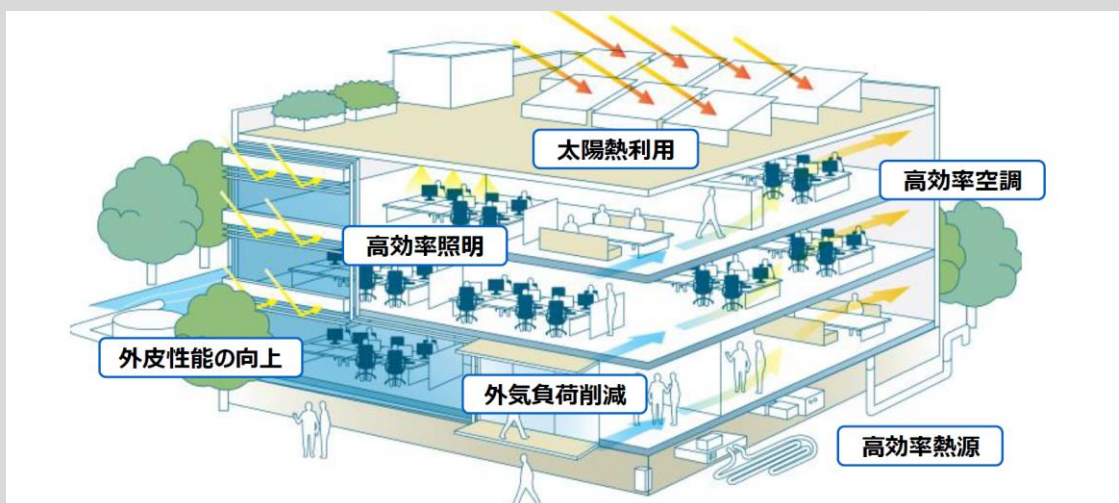 太陽熱利用
高効率空調
高効率照明
外皮性能の向上
外気負荷削減
高効率熱源